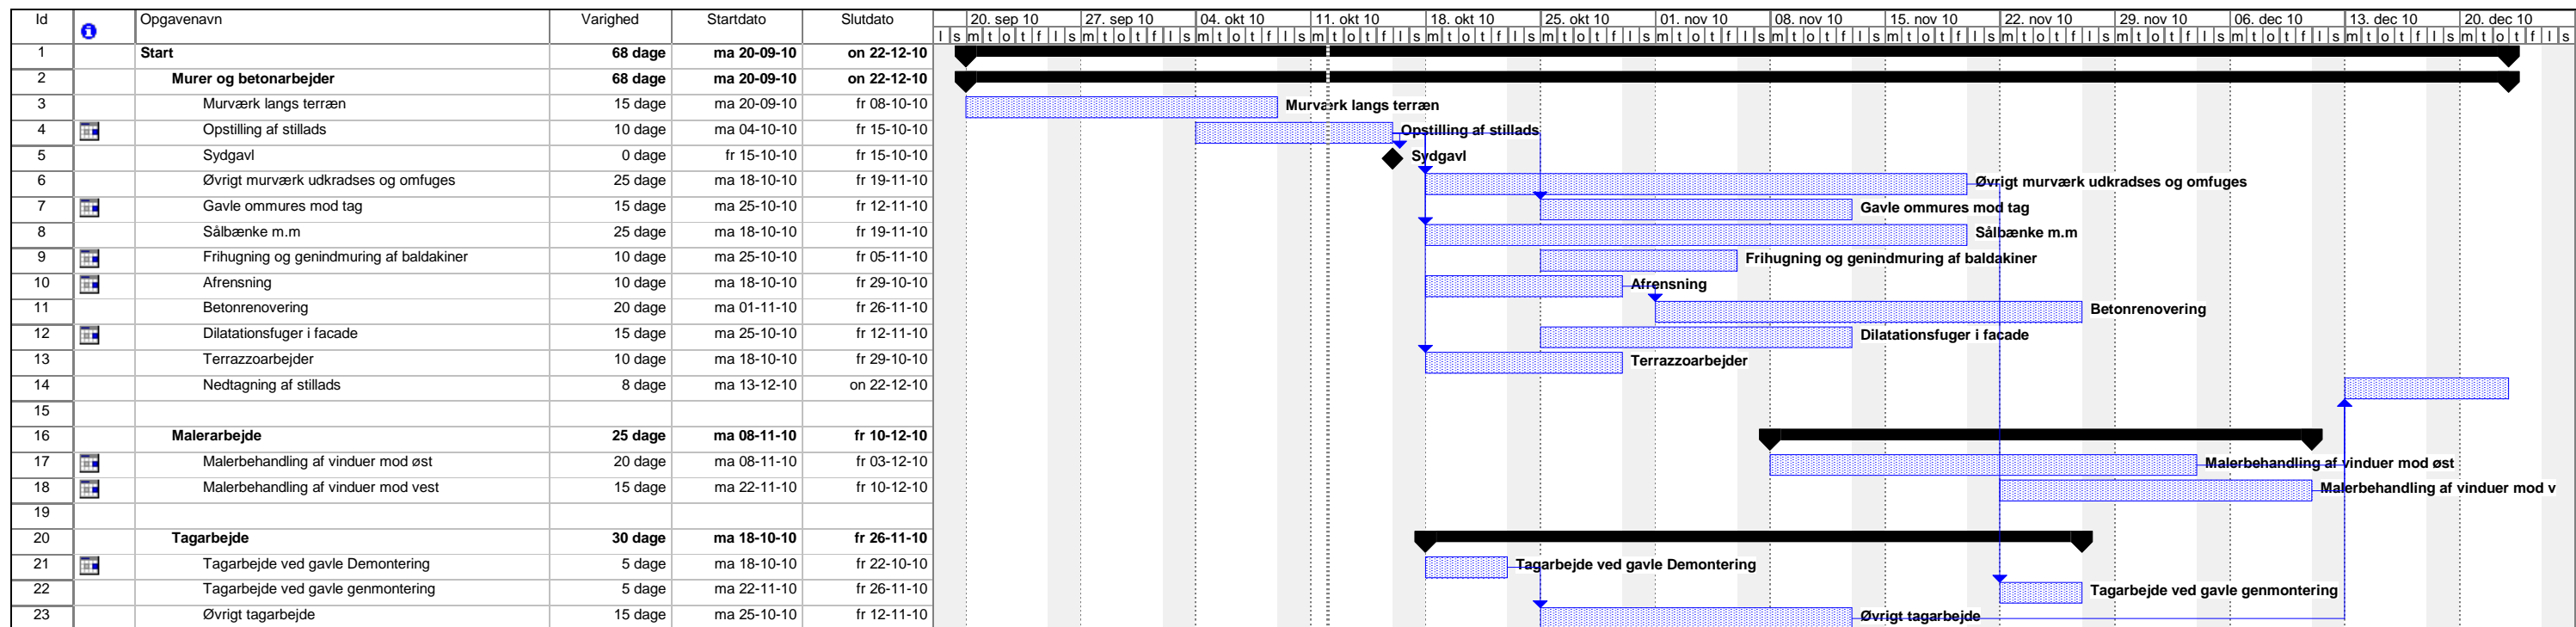 Id Opgavenavn Varighed Startdato Slutdato 20. sep 10 27. sep 10 04. okt 10 11. okt 10 18. okt 10 25. okt 10 01. nov 10 08. nov 10 15. nov 10 22. nov 10 29. nov 10 06. dec 10 13. dec 10 20. dec 10
l s m t o t f l s m t o t f l s m t o t f l s m t o t f l s m t o t f l s m t o t f l s m t o t f l s m t o t f l s m t o t f l s m t o t f l s m t o t f l s m t o t f l s m t o t f l s m t o t f l s
1 Start 68 dage ma 20-09-10 on 22-12-10
2 Murer og betonarbejder 68 dage ma 20-09-10 on 22-12-10
3 Murværk langs terræn 15 dage ma 20-09-10 fr 08-10-10 Murværk langs terræn
4 Opstilling af stillads 10 dage ma 04-10-10 fr 15-10-10 Opstilling af stillads
5 Sydgavl 0 dage fr 15-10-10 fr 15-10-10 Sydgavl
6 Øvrigt murværk udkradses og omfuges 25 dage ma 18-10-10 fr 19-11-10 Øvrigt murværk udkradses og omfuges
7 Gavle ommures mod tag 15 dage ma 25-10-10 fr 12-11-10 Gavle ommures mod tag
8 Sålbænke m.m 25 dage ma 18-10-10 fr 19-11-10 Sålbænke m.m
9 Frihugning og genindmuring af baldakiner 10 dage ma 25-10-10 fr 05-11-10 Frihugning og genindmuring af baldakiner
10 Afrensning 10 dage ma 18-10-10 fr 29-10-10 Afrensning
11 Betonrenovering 20 dage ma 01-11-10 fr 26-11-10 Betonrenovering
12 Dilatationsfuger i facade 15 dage ma 25-10-10 fr 12-11-10 Dilatationsfuger i facade
13 Terrazzoarbejder 10 dage ma 18-10-10 fr 29-10-10 Terrazzoarbejder
14 Nedtagning af stillads 8 dage ma 13-12-10 on 22-12-10
15
16 Malerarbejde 25 dage ma 08-11-10 fr 10-12-10
17 Malerbehandling af vinduer mod øst 20 dage ma 08-11-10 fr 03-12-10 Malerbehandling af vinduer mod øst
18 Malerbehandling af vinduer mod vest 15 dage ma 22-11-10 fr 10-12-10 Malerbehandling af vinduer mod v
19
20 Tagarbejde 30 dage ma 18-10-10 fr 26-11-10
21 Tagarbejde ved gavle Demontering 5 dage ma 18-10-10 fr 22-10-10 Tagarbejde ved gavle Demontering
22 Tagarbejde ved gavle genmontering 5 dage ma 22-11-10 fr 26-11-10 Tagarbejde ved gavle genmontering
23 Øvrigt tagarbejde 15 dage ma 25-10-10 fr 12-11-10 Øvrigt tagarbejde